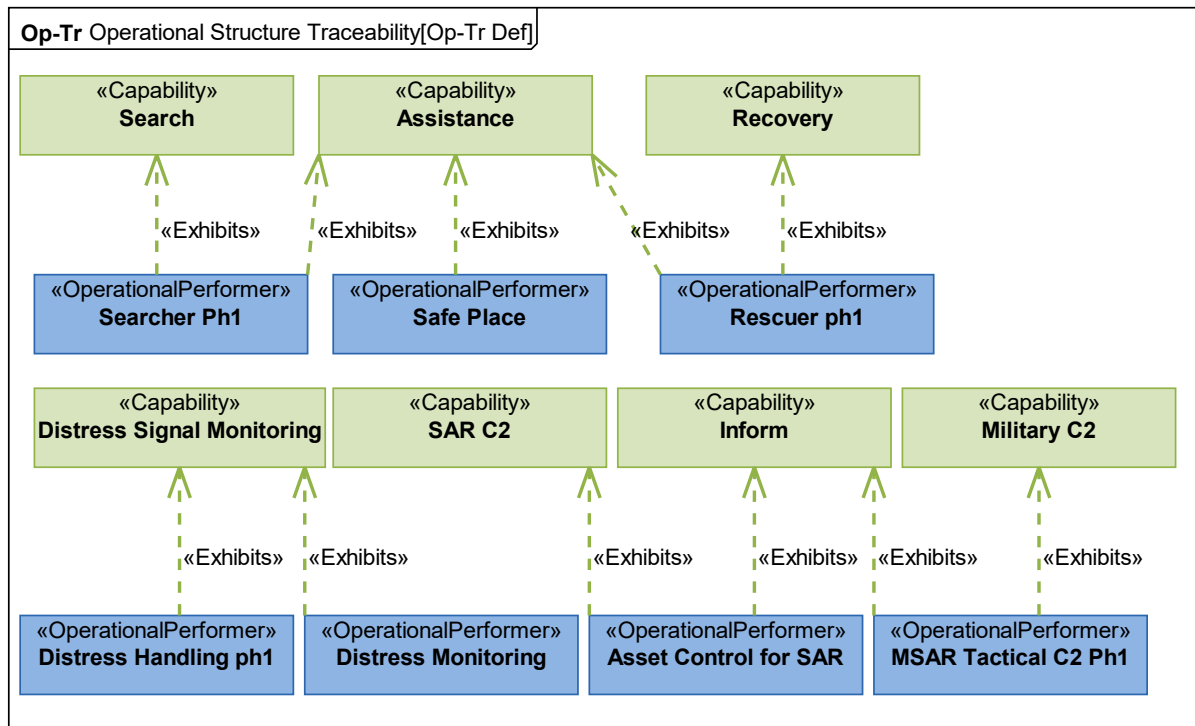 Op-Tr Operational Structure Traceability[Op-Tr Def]
«Capability»
Search
«Capability»
Assistance
«Capability»
Recovery
«Exhibits»
«Exhibits»
«Exhibits»
«Exhibits»
«Exhibits»
«OperationalPerformer»
Searcher Ph1
«OperationalPerformer»
Safe Place
«OperationalPerformer»
Rescuer ph1
«Capability»
Distress Signal Monitoring
«Capability»
SAR C2
«Capability»
Inform
«Capability»
Military C2
«Exhibits»
«Exhibits»
«Exhibits»
«Exhibits»
«Exhibits»
«Exhibits»
«OperationalPerformer»
Distress Handling ph1
«OperationalPerformer»
Distress Monitoring
«OperationalPerformer»
Asset Control for SAR
«OperationalPerformer»
MSAR Tactical C2 Ph1